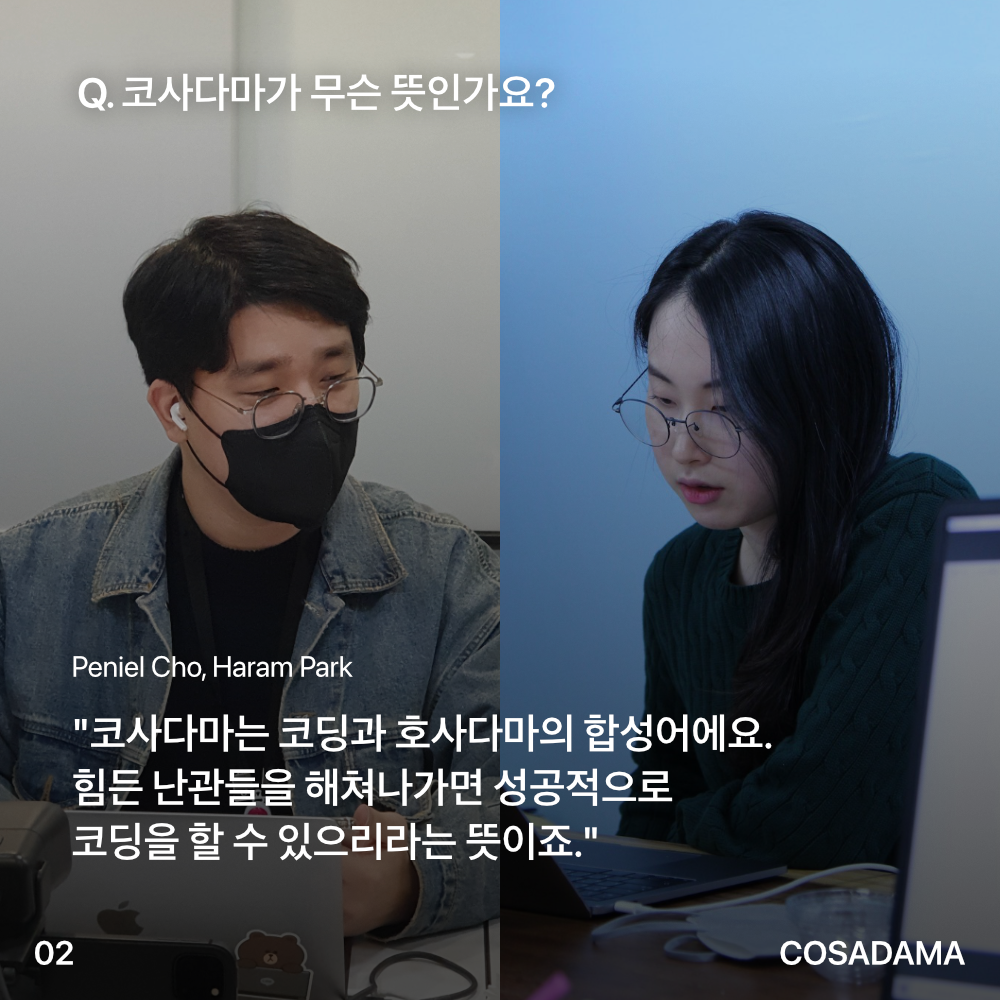 Q. 코사다마가 무슨 뜻인가요?
Peniel Cho, Haram Park
"코사다마는 코딩과 호사다마의 합성어에요.
힘든 난관들을 해쳐나가면 성공적으로
코딩을 할 수 있으리라는 뜻이죠."
02
COSADAMA